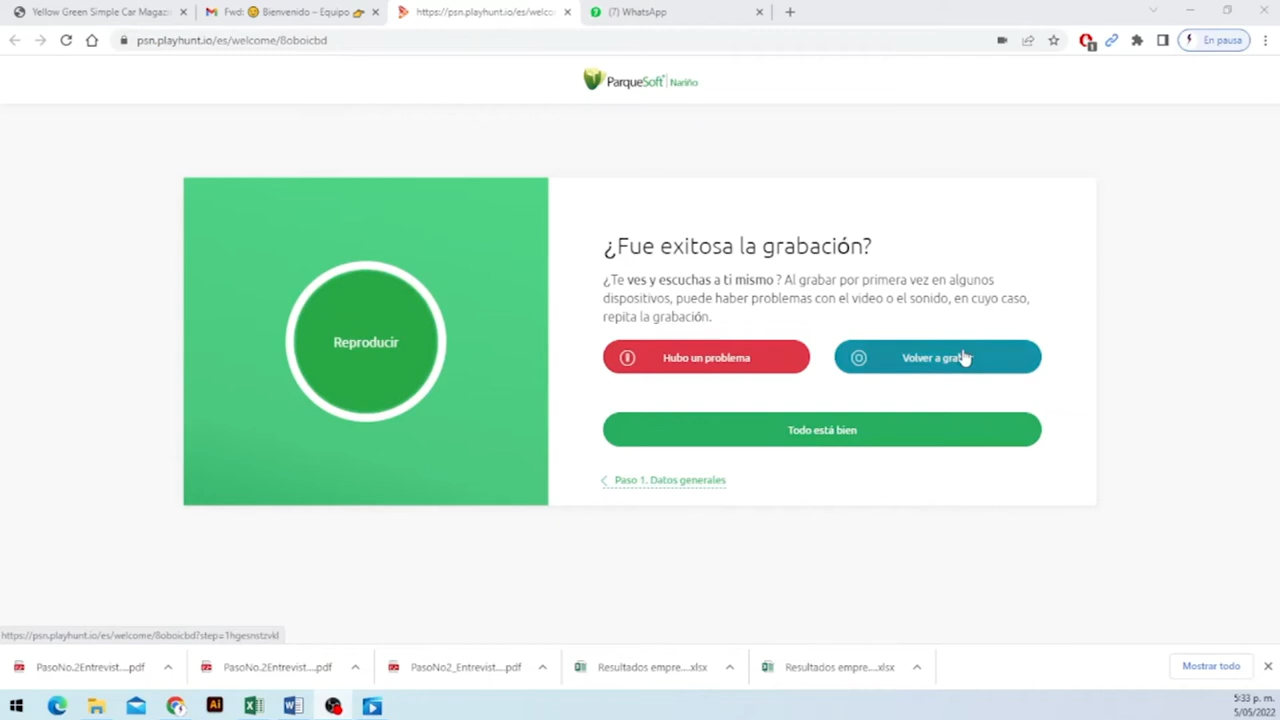 Yellow Green Simple Car Magazi
Fwd: Bienvenido – Equipo
https://psn.playhunt.io/es/welco
(7) WhatsApp
psn.playhunt.io/es/welcome/8oboicbd
1
En pausa
ParqueSoft Nariño
¿Fue exitosa la grabación?
¿Te ves y escuchas a ti mismo ? Al grabar por primera vez en algunos
dispositivos, puede haber problemas con el video o el sonido, en cuyo caso,
repita la grabación.
Reproducir
Hubo un problema
Volver a
Todo está bien
Paso 1. Datos generales
https://psn.playhunt.io/es/welcome/8oboicbd?step=1hgesnstzvkl
PasoNo.2Entrevist....pdf
PasoNo.2Entrevist....pdf
PasoNo2_Entrevist....pdf
Resultados empre....xlsx
Resultados empre....xlsx
Mostrar todo
Ai
5:33 p. m.
5/05/2022